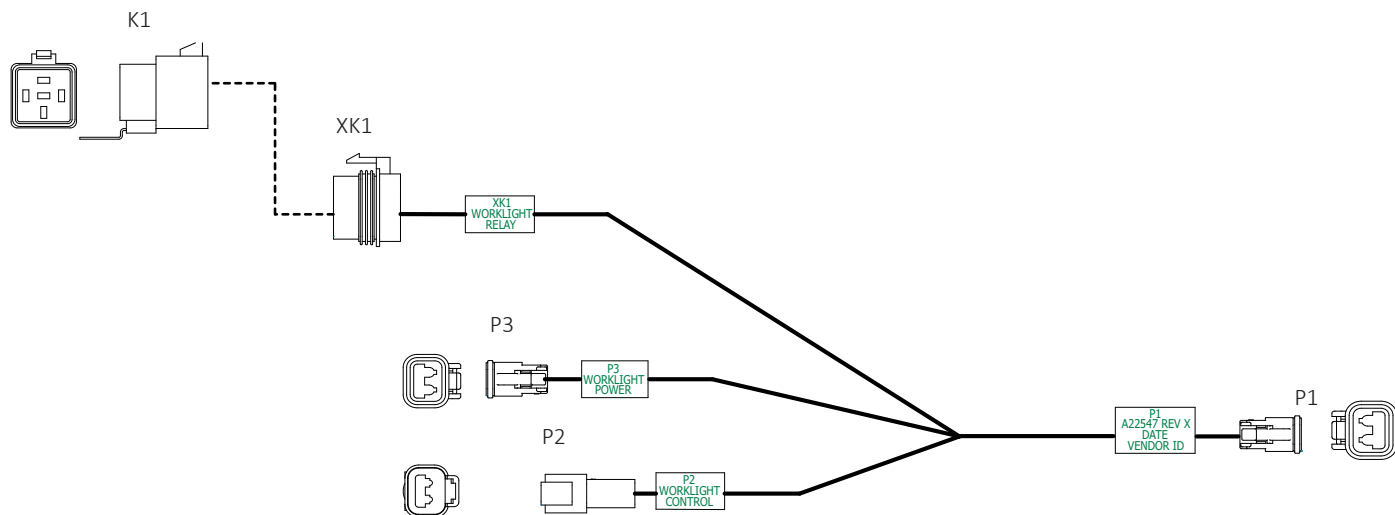 K1
XK1
XK1
WORKLIGHT
RELAY
P3
P3
WORKLIGHT
POWER
P2
P2
WORKLIGHT
CONTROL
P1
P1
A22547 REV X
DATE
VENDOR ID